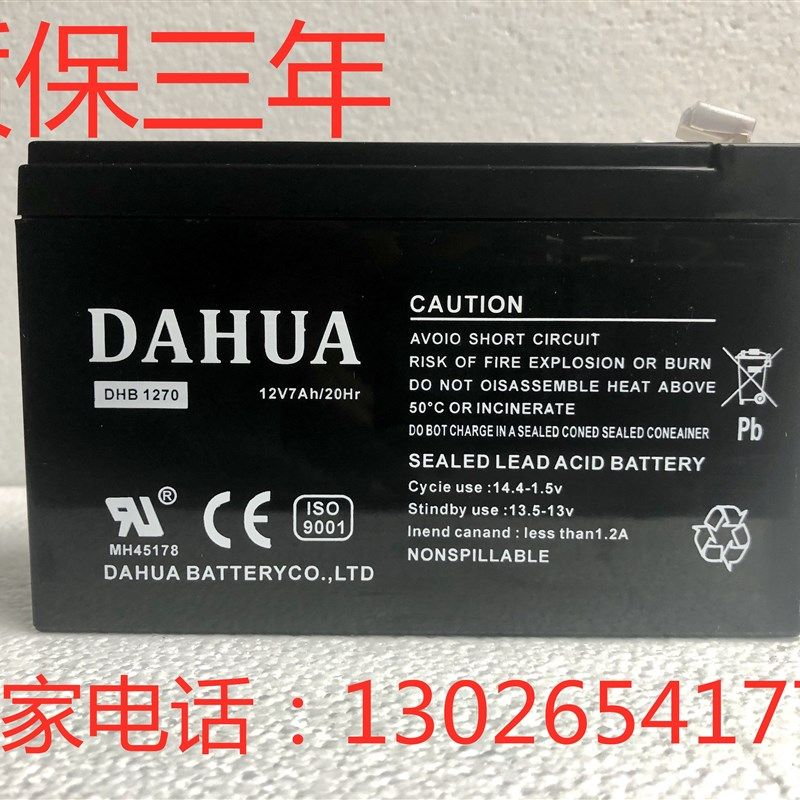 质保三年
DAHUA
DHB 1270
12V7Ah/20Hr
CAUTION
AVOIO SHORT CIRCUIT
RISK OF FIRE EXPLOSION OR BURN
DO NOT OISASSEMBLE HEAT ABOVE
50°C OR INCINERATE
DO BOT CHARGE IN A SEALED CONED SEALED CONEAINER
Pb
SEALED LEAD ACID BATTERY
Cycle use :14.4-1.5v
Stindby use :13.5-13v
Inend canand : less than1.2A
NONSPILLABLE
®
MH45178
CE
ISO
9001
DAHUA BATTERYCO.,LTD
家电话：1302654177